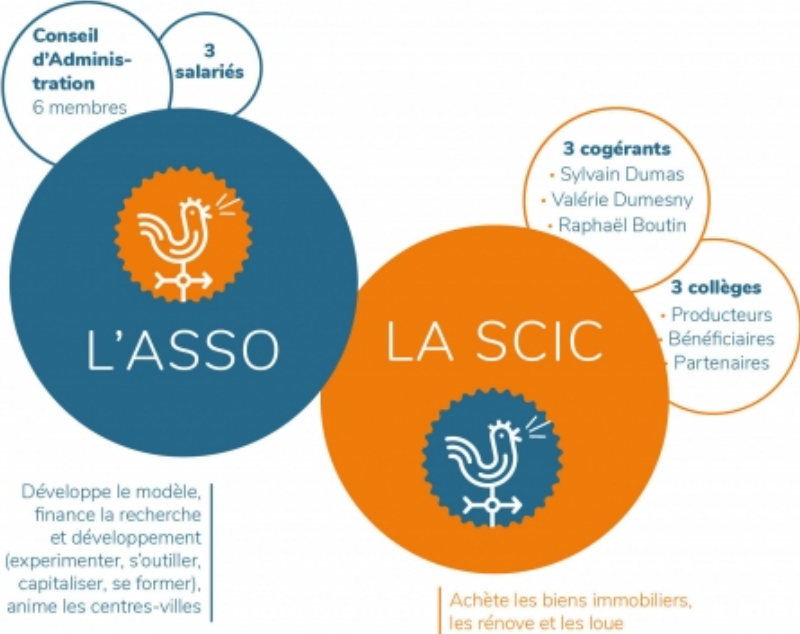 Conseil
d'Adminis-
tration
6 membres
3
salariés
L'ASSO
Développe le modèle,
finance la recherche
et développement
(experimenter, s'outiller,
capitaliser, se former),
anime les centres-villes
3 cogérants
• Sylvain Dumas
• Valérie Dumesny
• Raphaël Boutin
3 collèges
• Producteurs
• Bénéficiaires
• Partenaires
LA SCIC
Achète les biens immobiliers,
les rénove et les loue